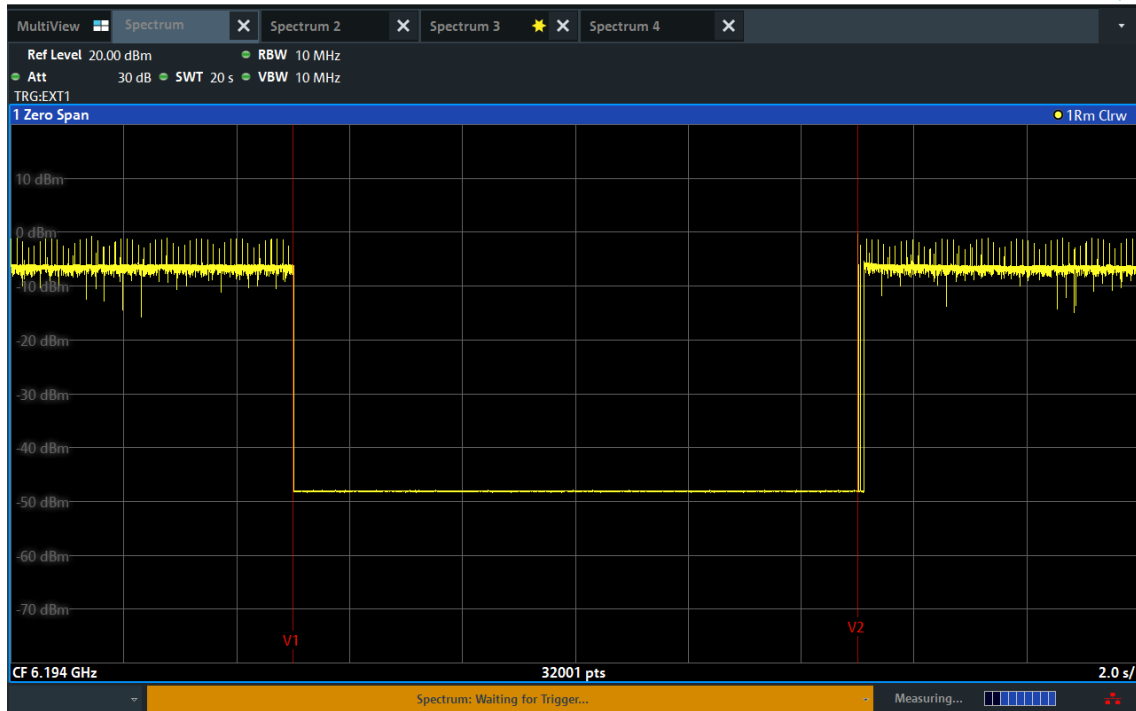 MultiView Spectrum Spectrum 2 Spectrum 3 Spectrum 4
Ref Level 20.00 dBm RBW 10 MHz
Att 30 dB SWT 20 s VBW 10 MHz
TRG:EXT1
1 Zero Span 1Rm Clrw
10 dBm
0 dBm
-10 dBm
-20 dBm
-30 dBm
-40 dBm
-50 dBm
-60 dBm
-70 dBm
V1 V2
CF 6.194 GHz 32001 pts 2.0 s/
Spectrum: Waiting for Trigger... Measuring...